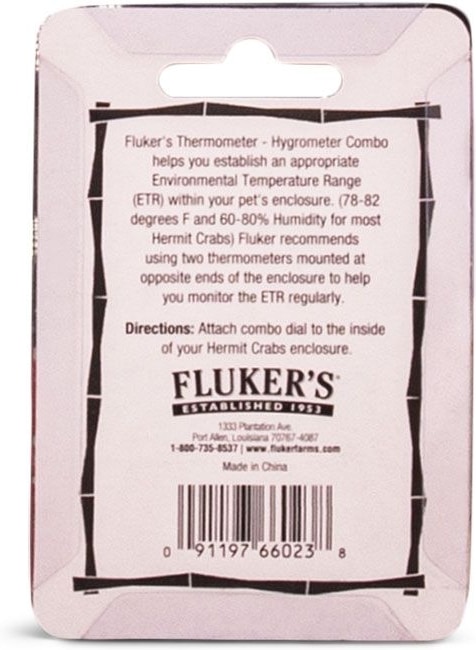 Fluker's Thermometer - Hygrometer Combo
helps you establish an appropriate
Environmental Temperature Range
(ETR) within your pet's enclosure. (78-82
degrees F and 60-80% Humidity for most
Hermit Crabs) Fluker recommends
using two thermometers mounted at
opposite ends of the enclosure to help
you monitor the ETR regularly.
Directions: Attach combo dial to the inside
of your Hermit Crabs enclosure.
FLUKER'S®
ESTABLISHED 1953
1333 Plantation Ave.
Port Allen, Louisiana 70767-4087
1-800-735-8537 | www.flukerfarms.com
Made in China
0 91197 66023 8